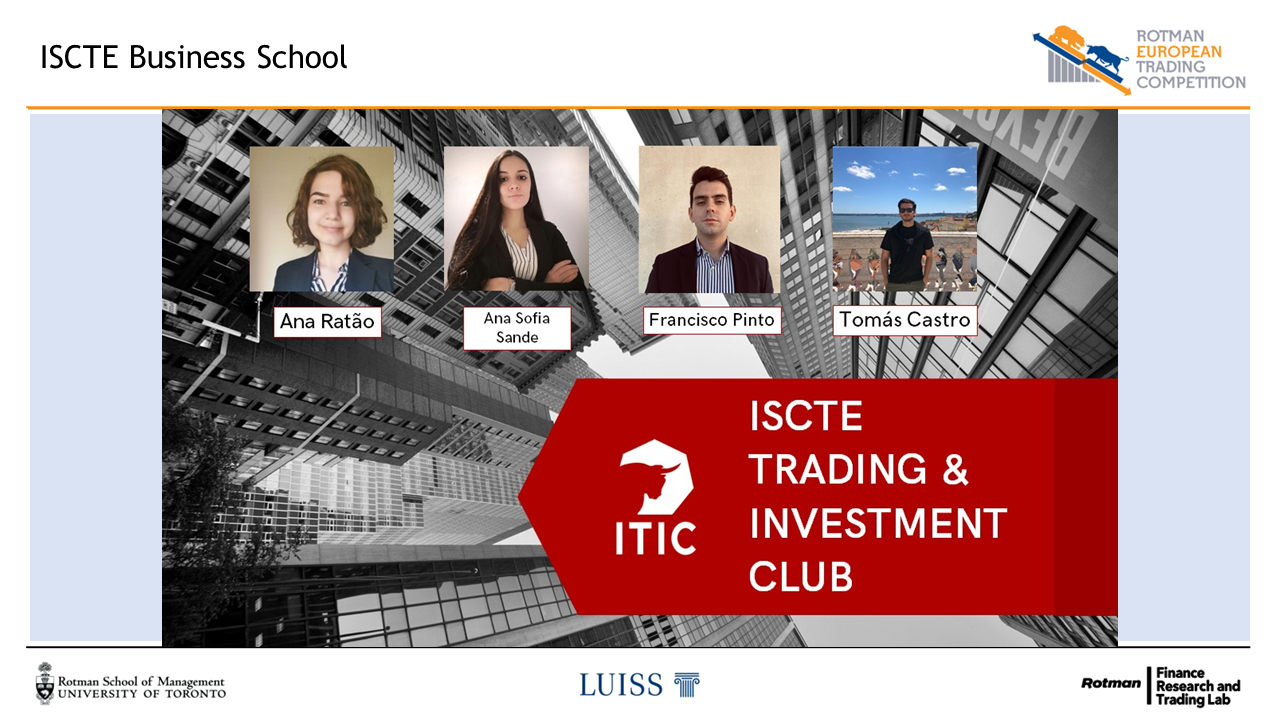 ISCTE Business School
ROTMAN
EUROPEAN
TRADING
COMPETITION
Ana Ratão
Ana Sofia
Sande
Francisco Pinto
Tomás Castro
ISCTE
TRADING &
INVESTMENT
CLUB
ITIC
Rotman School of Management
UNIVERSITY OF TORONTO
LUISS
Rotman
Finance
Research and
Trading Lab